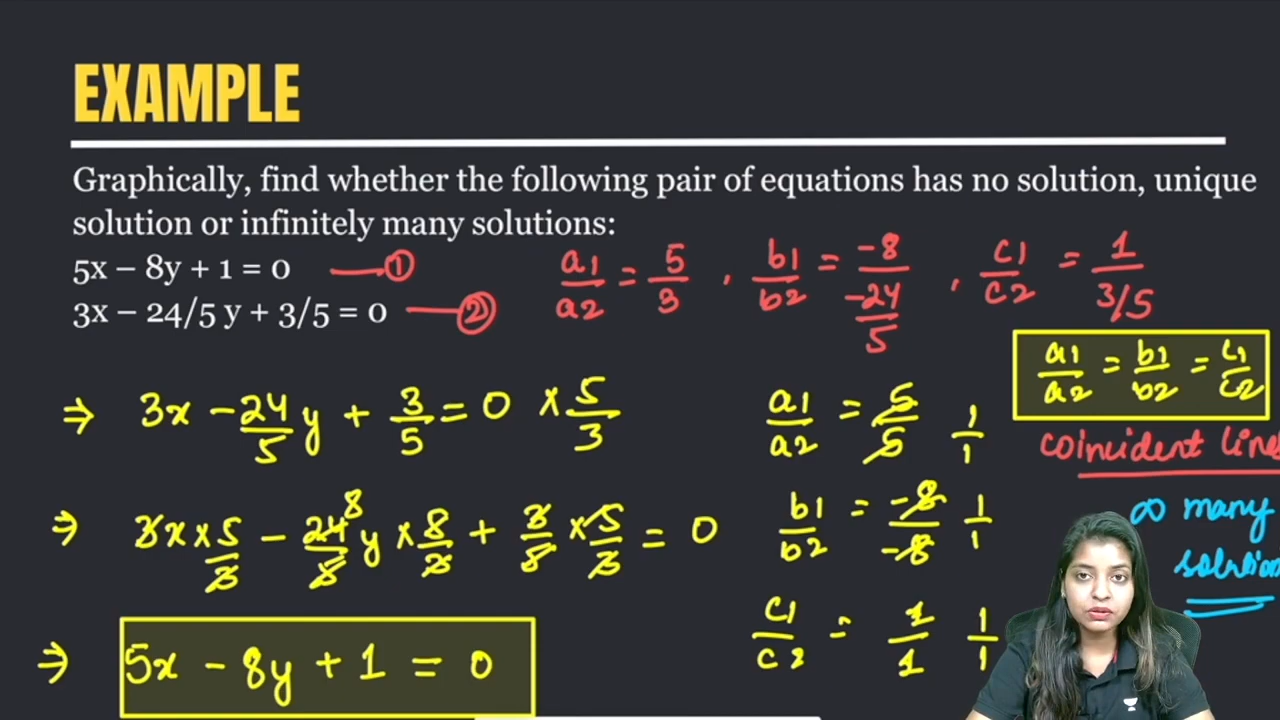 EXAMPLE
Graphically, find whether the following pair of equations has no solution, unique
solution or infinitely many solutions:
5x – 8y + 1 = 0 —①
3x – 24/5 y + 3/5 = 0 —②
a1/a2 = 5/3 , b1/b2 = -8/(-24/5) , c1/c2 = 1/(3/5)
a1/a2 = b1/b2 = c1/c2
coincident lines
∞ many
solution
⇒ 3x - 24/5 y + 3/5 = 0 × 5/3
⇒ 3x × 5/3 - 24/5 8 y × 5/3 + 3/5 × 5/3 = 0
⇒ 5x - 8y + 1 = 0
a1/a2 = 5/5 1/1
b1/b2 = -8/-8 1/1
c1/c2 = 1/1 1/1